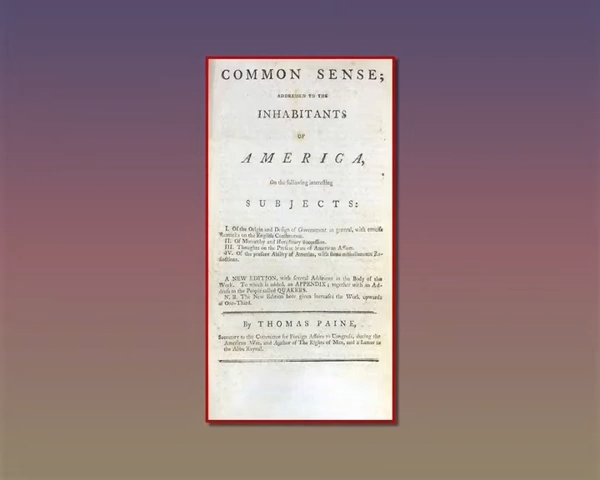 COMMON SENSE;
ADDRESSED TO THE
INHABITANTS
OF
AMERICA,
On the following interesting
SUBJECTS:
I. Of the Origin and Design of Government in general, with concise
Remarks on the English Constitution.
II. Of Monarchy and Hereditary Succession.
III. Thoughts on the Present State of American Affairs.
IV. Of the present Ability of America, with some miscellaneous Re-
flections.
A NEW EDITION, with several Additions in the Body of the
Work. To which is added, an APPENDIX; together with an Ad-
dress to the People called QUAKERS.
N. B. The New Edition here given increases the Work upwards
of One-Third.
By THOMAS PAINE,
Secretary to the Committee for Foreign Affairs to Congress, during the
American War, and Author of The Rights of Man, and a Letter to
the Abbe Raynal.